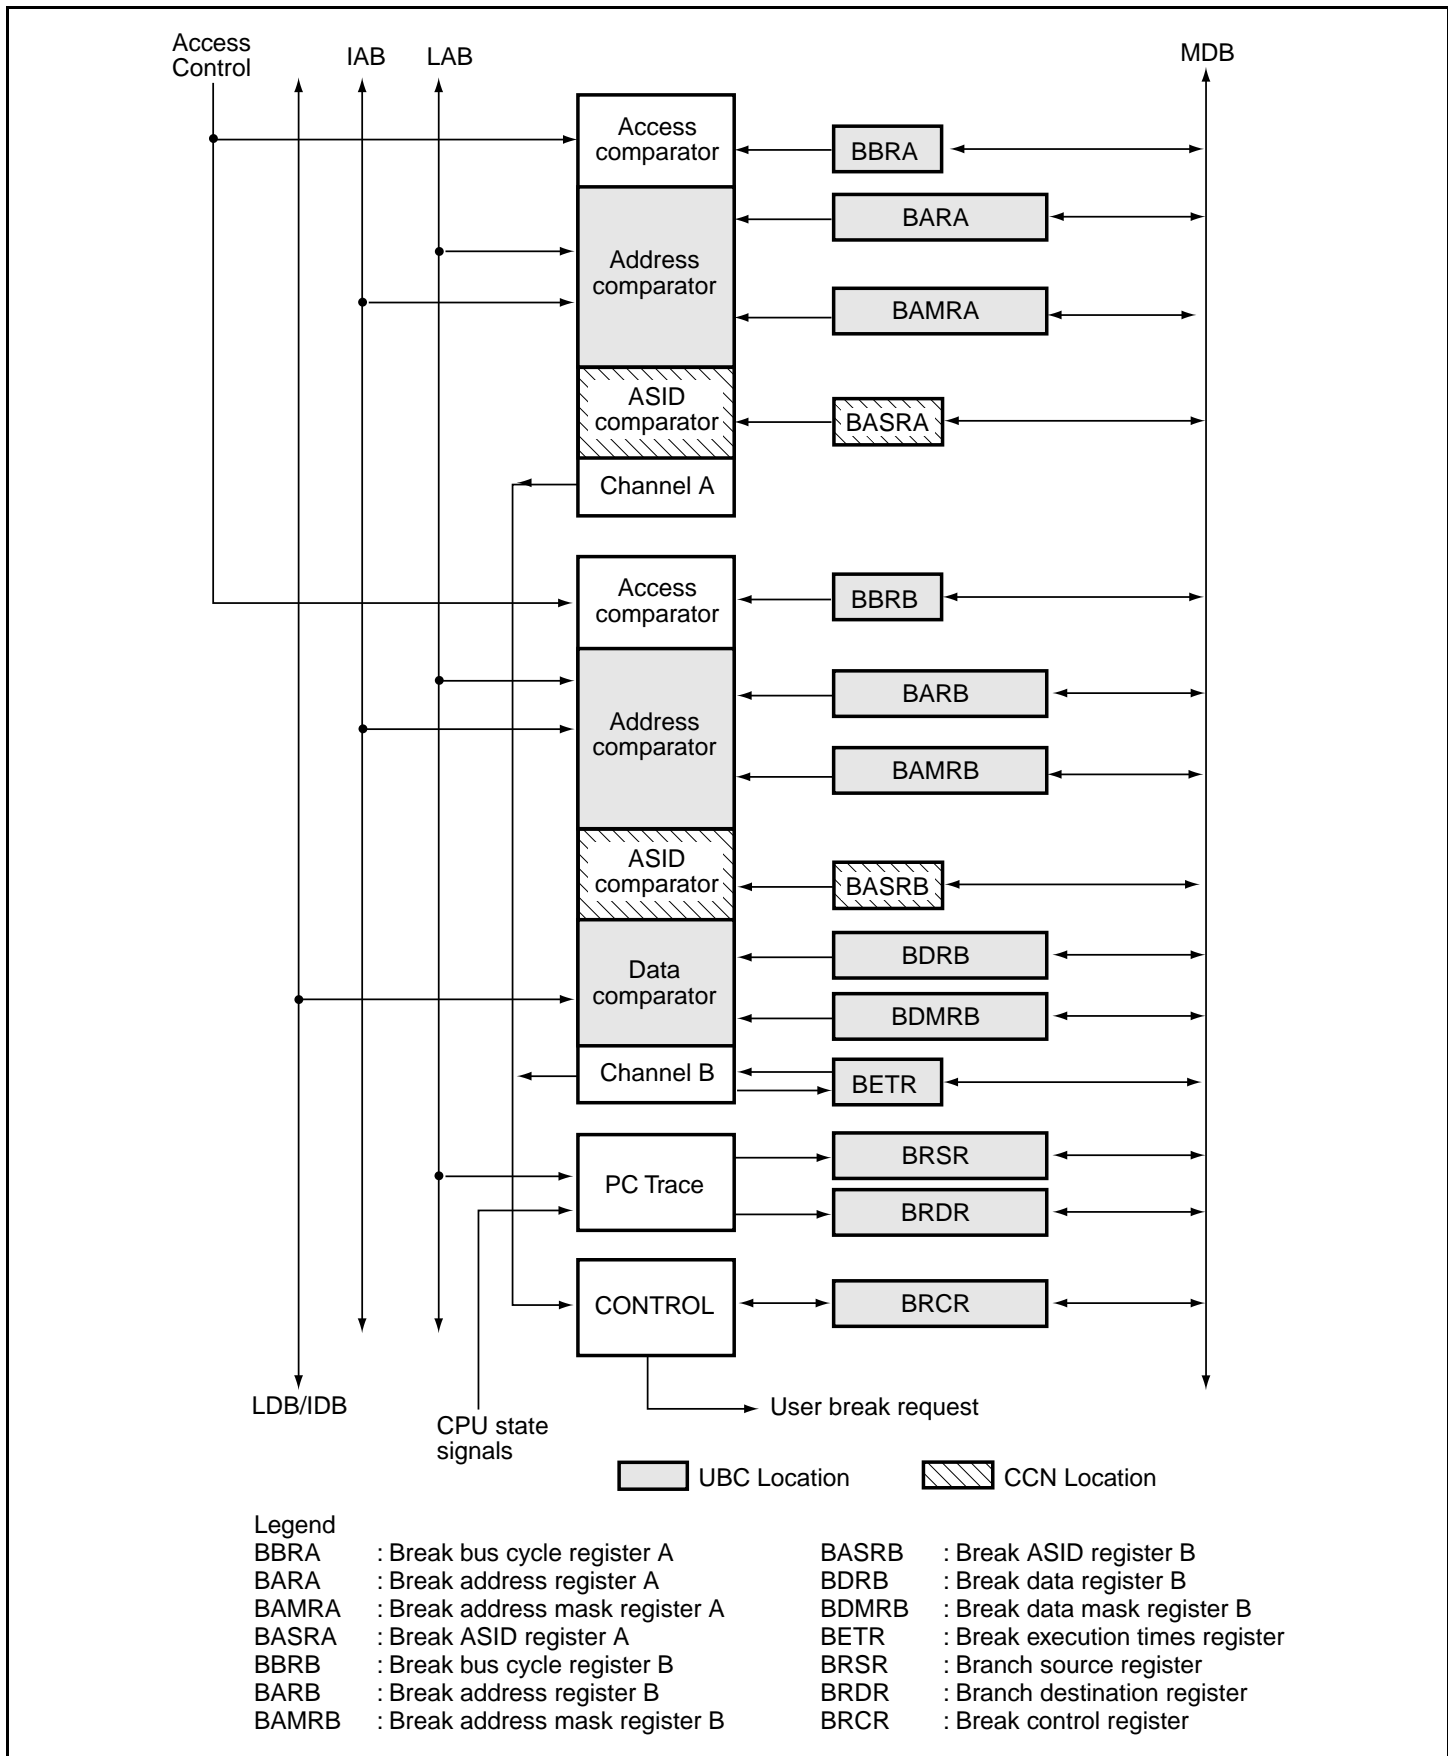 Access
Control
IAB
LAB
MDB
Access
comparator
BBRA
BARA
Address
comparator
BAMRA
ASID
comparator
BASRA
Channel A
Access
comparator
BBRB
BARB
Address
comparator
BAMRB
ASID
comparator
BASRB
BDRB
Data
comparator
BDMRB
Channel B
BETR
BRSR
PC Trace
BRDR
CONTROL
BRCR
LDB/IDB
CPU state
signals
User break request
UBC Location
CCN Location
Legend
BBRA : Break bus cycle register A
BARA : Break address register A
BAMRA : Break address mask register A
BASRA : Break ASID register A
BBRB : Break bus cycle register B
BARB : Break address register B
BAMRB : Break address mask register B
BASRB : Break ASID register B
BDRB : Break data register B
BDMRB : Break data mask register B
BETR : Break execution times register
BRSR : Branch source register
BRDR : Branch destination register
BRCR : Break control register